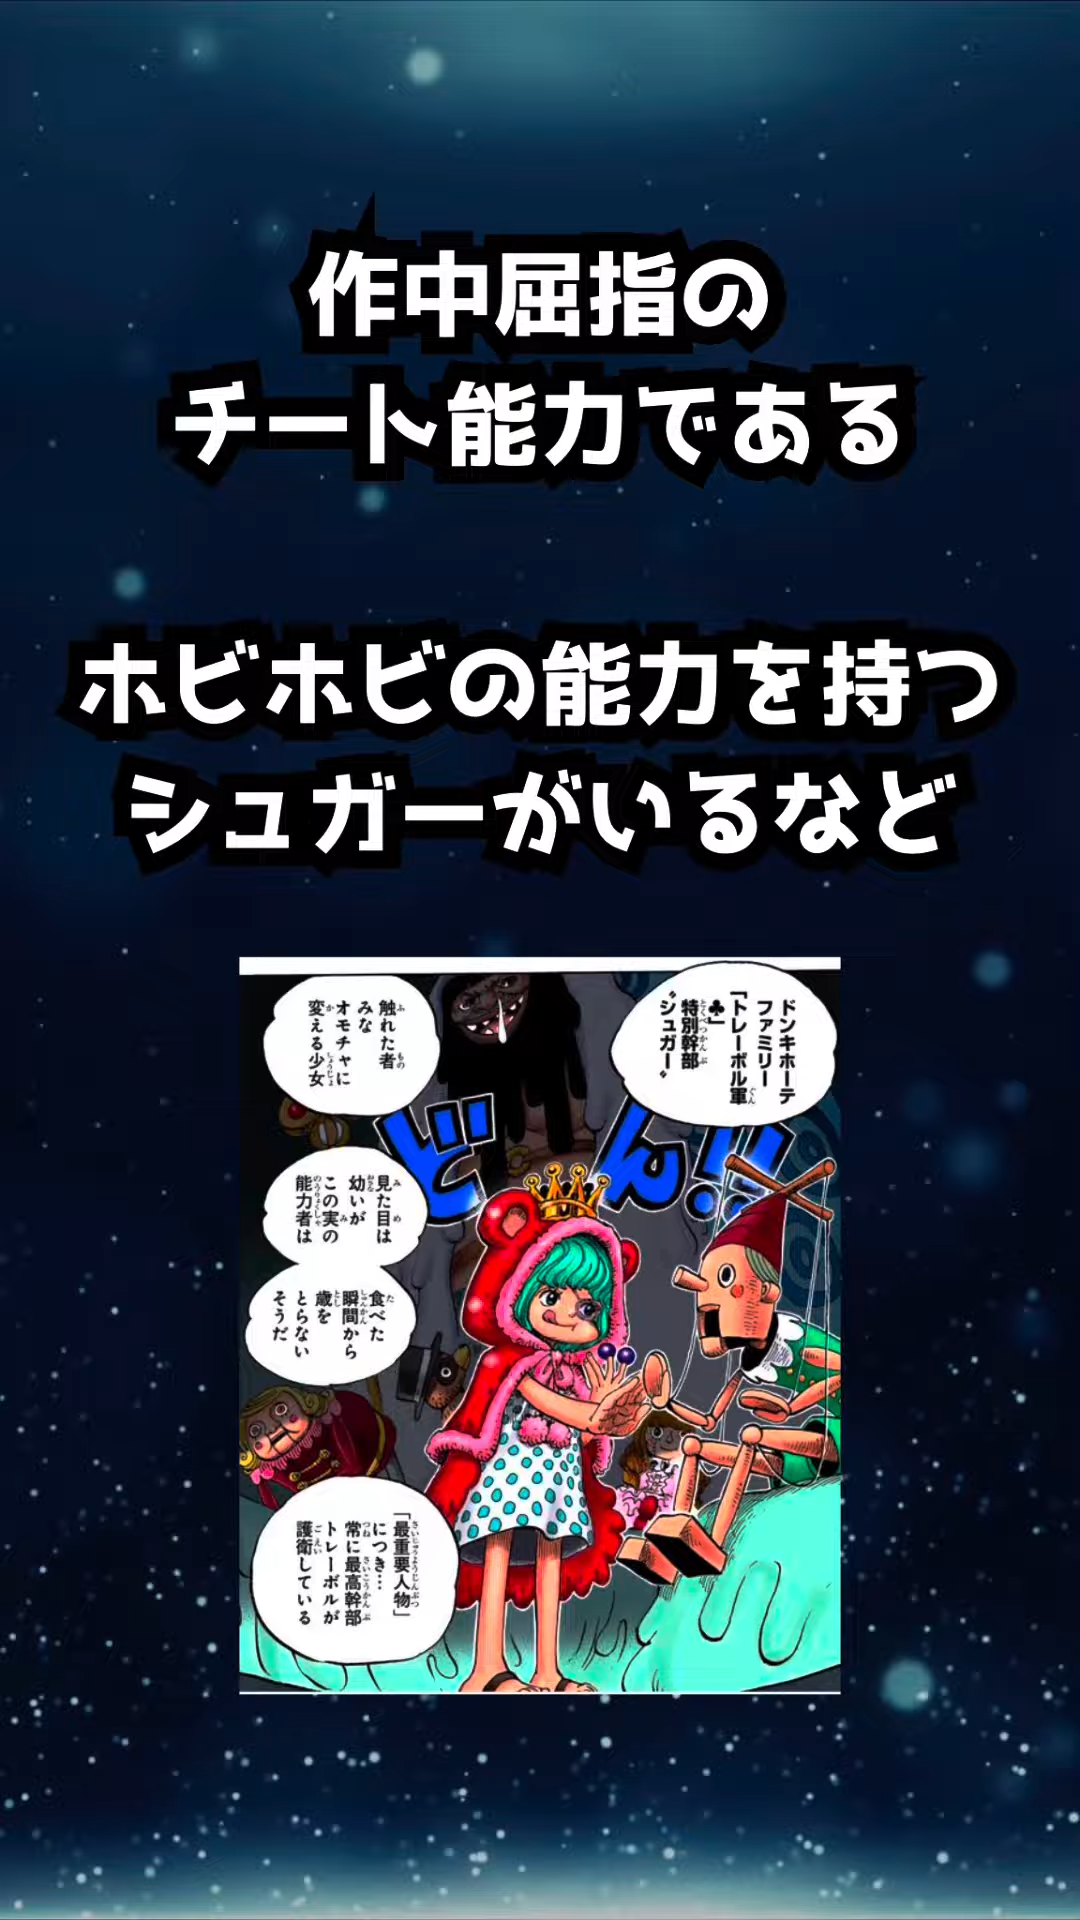 作中屈指の
チート能力である
ホビホビの能力を持つ
シュガーがいるなど
ドンキホーテ
ファミリー
「トレーボル軍
♣」
特別幹部
"シュガー"
どん!!
触れた者
みな
オモチャに
変える少女
見た目は
幼いが
この実の
能力者は
食べた
瞬間から
歳を
とらない
そうだ
「最重要人物」
につき…
常に最高幹部
トレーボルが
護衛している